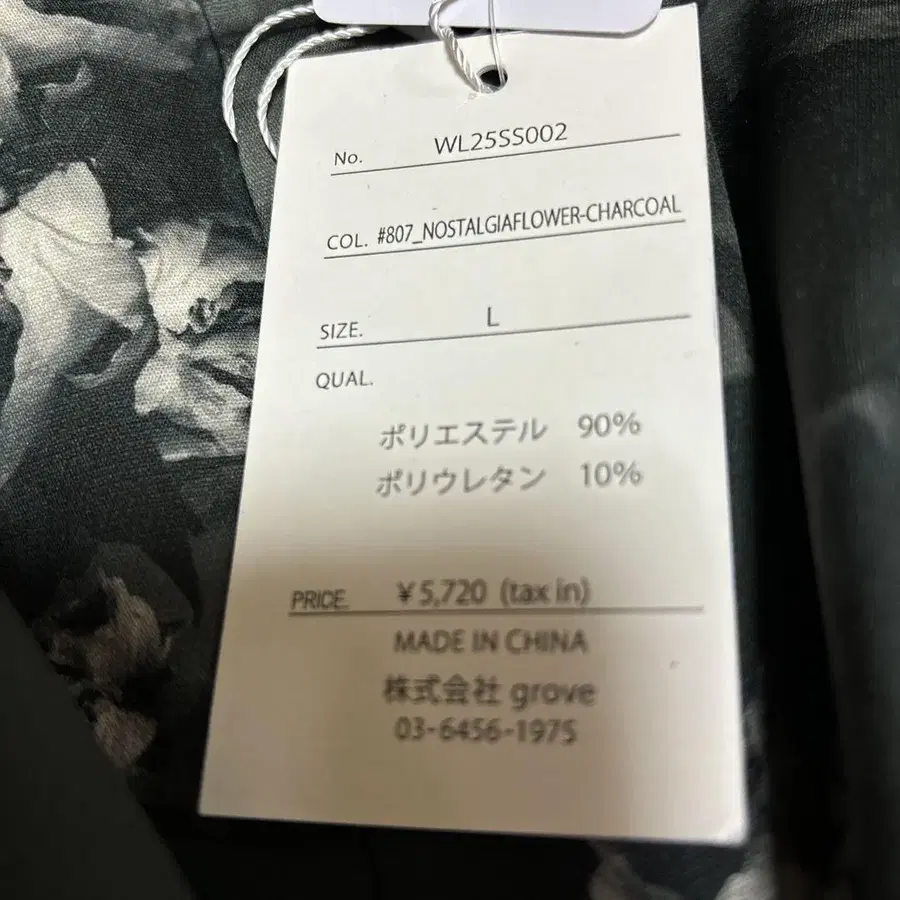 No. WL25SS002
COL. #807_NOSTALGIAFLOWER-CHARCOAL
SIZE. L
QUAL.
ポリエステル 90%
ポリウレタン 10%
PRICE. ¥5,720 (tax in)
MADE IN CHINA
株式会社 grove
03-6456-1975